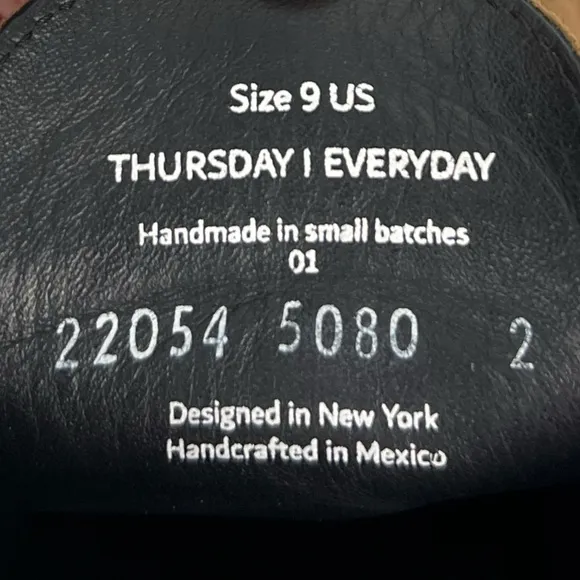 Size 9 US
THURSDAY | EVERYDAY
Handmade in small batches
01
22054 5080 2
Designed in New York
Handcrafted in Mexico